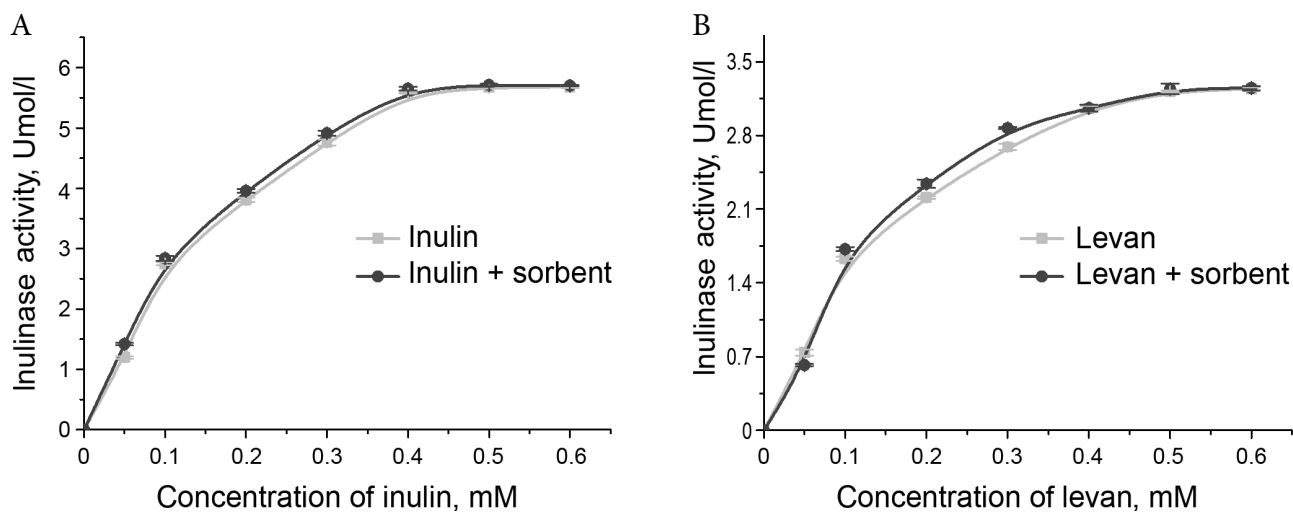 A
Inulinase activity, Umol/l
6
5
4
3
2
1
0
Inulin
Inulin + sorbent
0 0.1 0.2 0.3 0.4 0.5 0.6
Concentration of inulin, mM
B
Inulinase activity, Umol/l
3.5
2.8
2.1
1.4
0.7
0
Levan
Levan + sorbent
0 0.1 0.2 0.3 0.4 0.5 0.6
Concentration of levan, mM